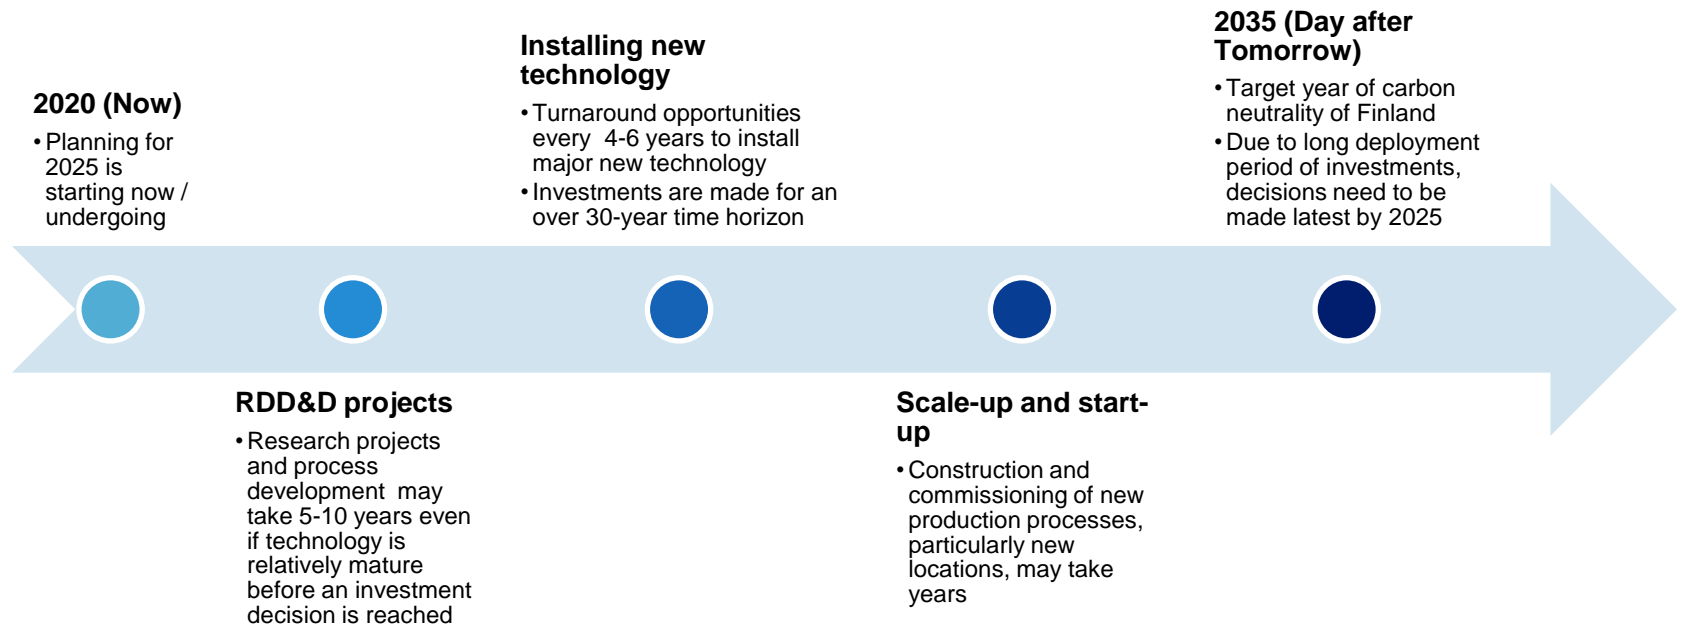 2020 (Now)
• Planning for
2025 is
starting now /
undergoing
RDD&D projects
• Research projects
and process
development  may
take 5-10 years even
if technology is
relatively mature
before an investment
decision is reached
Installing new
technology
• Turnaround opportunities
every  4-6 years to install
major new technology
• Investments are made for an
over 30-year time horizon
Scale-up and start-
up
• Construction and
commissioning of new
production processes,
particularly new
locations, may take
years
2035 (Day after
Tomorrow)
• Target year of carbon
neutrality of Finland
• Due to long deployment
period of investments,
decisions need to be
made latest by 2025